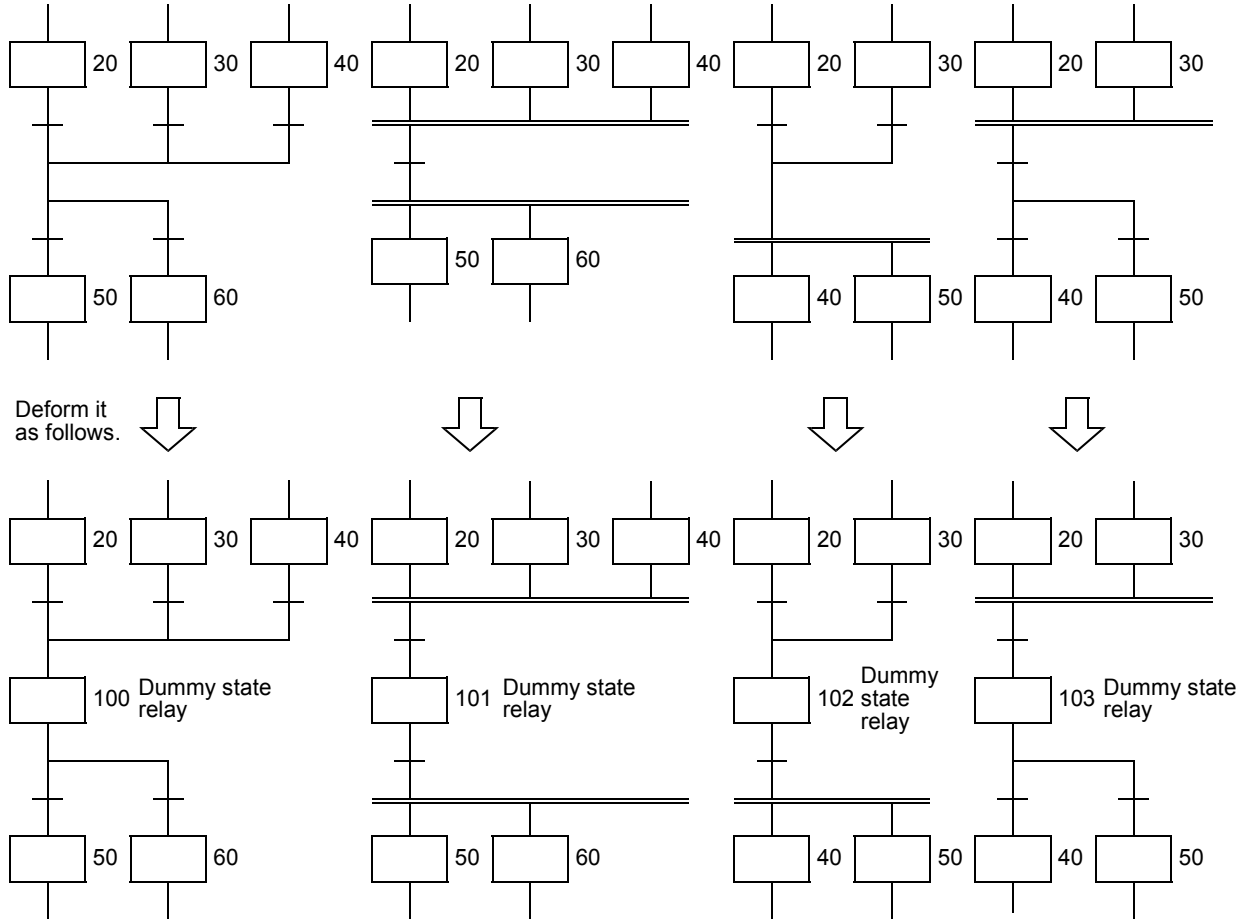 20 30 40 20 30 40 20 30 20 30
50 60 50 60 40 50 40 50
Deform it
as follows.
20 30 40 20 30 40 20 30 20 30
100 Dummy state
relay
101 Dummy state
relay
102 Dummy
state
relay
103 Dummy state
relay
50 60 50 60 40 50 40 50